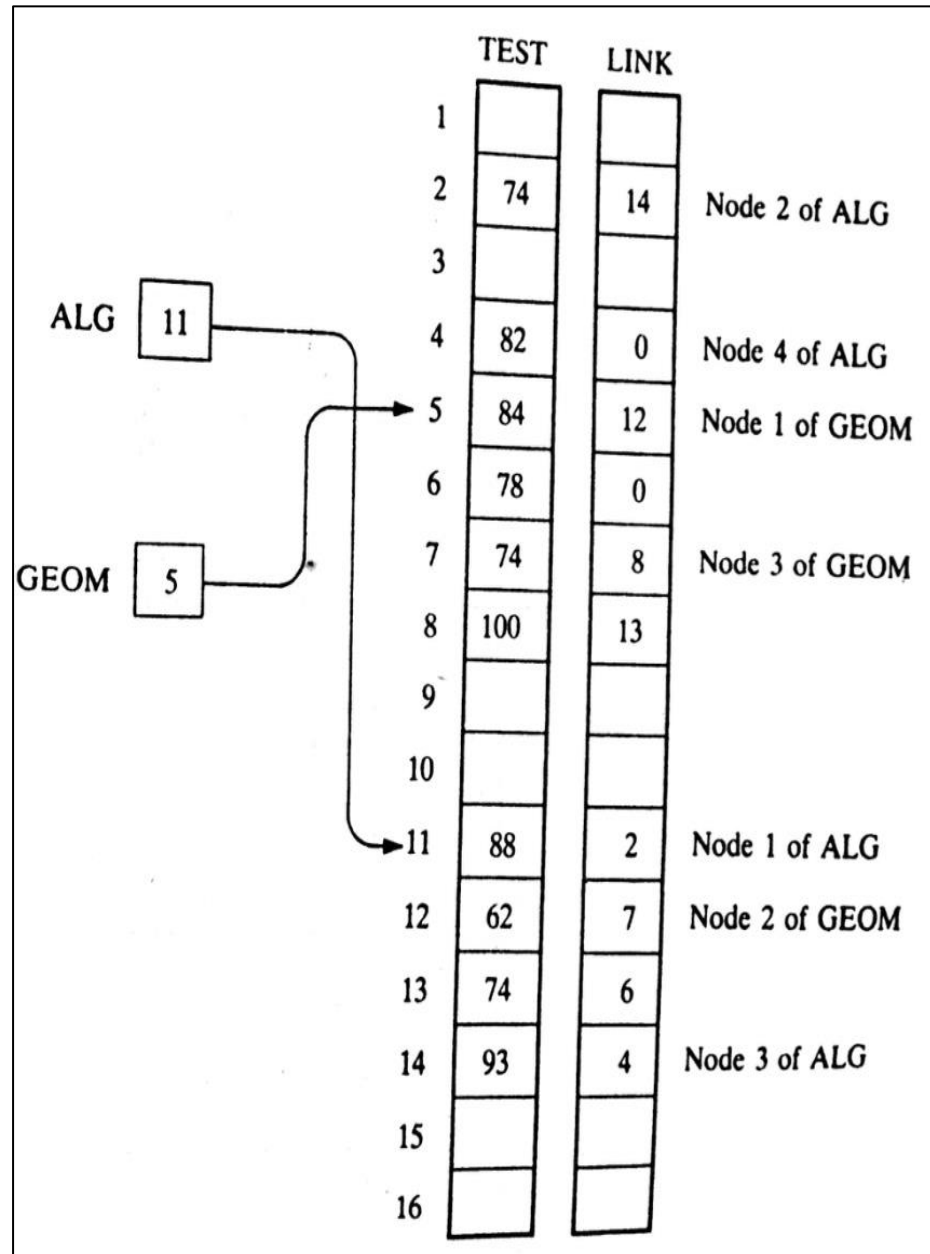 TEST LINK
1
2 74 14 Node 2 of ALG
3
ALG 11
4 82 0 Node 4 of ALG
5 84 12 Node 1 of GEOM
6 78 0
7 74 8 Node 3 of GEOM
GEOM 5
8 100 13
9
10
11 88 2 Node 1 of ALG
12 62 7 Node 2 of GEOM
13 74 6
14 93 4 Node 3 of ALG
15
16